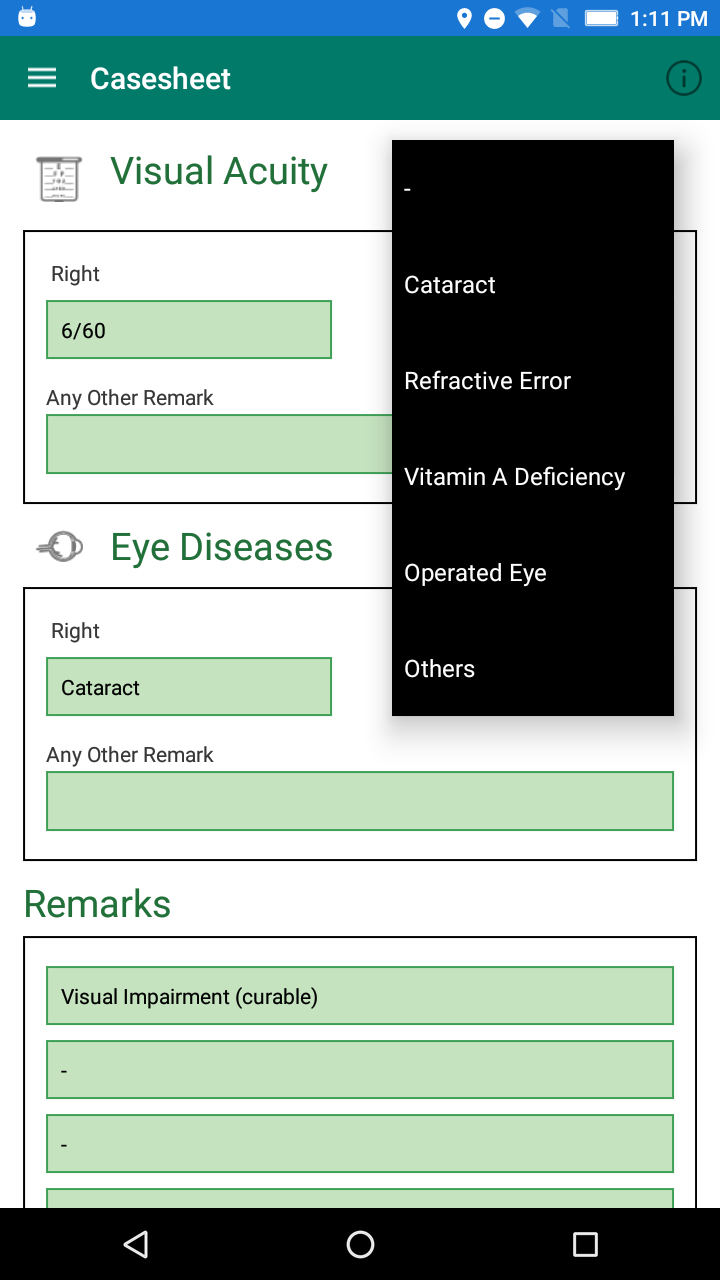 1:11 PM
Casesheet
Visual Acuity
Right
6/60
Any Other Remark
-
Cataract
Refractive Error
Vitamin A Deficiency
Operated Eye
Others
Eye Diseases
Right
Cataract
Any Other Remark
Remarks
Visual Impairment (curable)
-
-